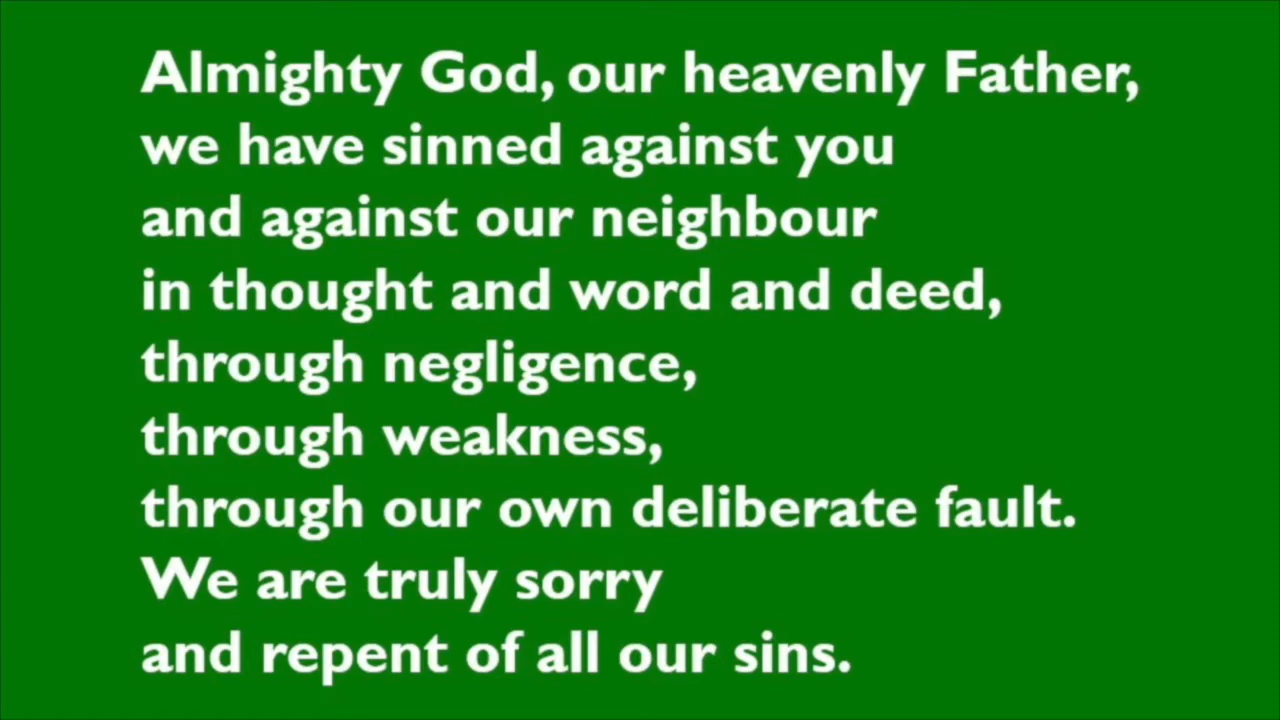 Almighty God, our heavenly Father,
we have sinned against you
and against our neighbour
in thought and word and deed,
through negligence,
through weakness,
through our own deliberate fault.
We are truly sorry
and repent of all our sins.